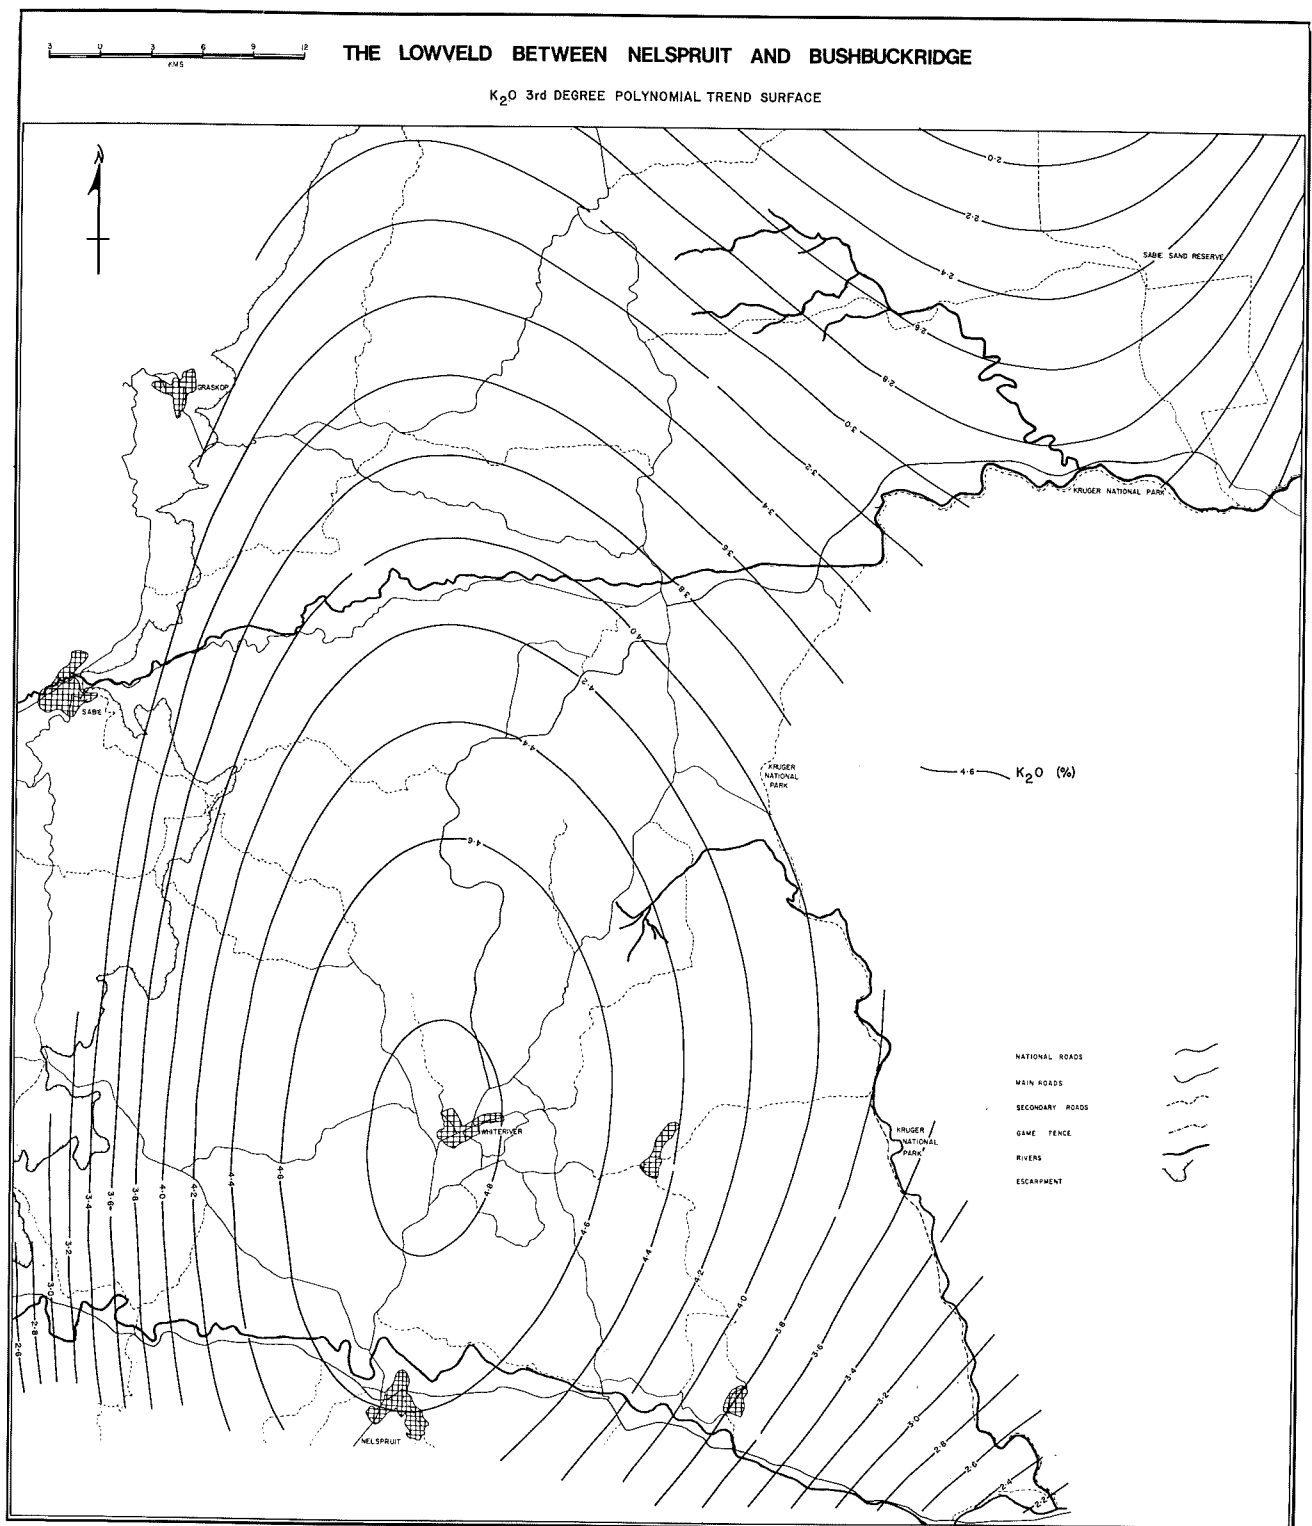 3 0 3 6 9 12
KMS
THE LOWVELD BETWEEN NELSPRUIT AND BUSHBUCKRIDGE
K2O 3rd DEGREE POLYNOMIAL TREND SURFACE
N
2·0
2·2
SABIE SAND RESERVE
2·4
2·6
2·8
GRASKOP
3·0
3·2
KRUGER NATIONAL PARK
3·4
3·6
3·8
4·0
SABIE
4·2
4·4
KRUGER
NATIONAL
PARK
4·6 K2O (%)
4·6
NATIONAL ROADS
MAIN ROADS
SECONDARY ROADS
GAME FENCE
RIVERS
ESCARPMENT
WHITERIVER
KRUGER
NATIONAL
PARK
2·6
2·8
3·0
3·2
3·4
3·6
3·8
4·0
4·2
4·4
4·6
4·8
4·6
4·4
4·2
4·0
3·8
3·6
3·4
3·2
3·0
2·8
2·6
2·4
2·2
NELSPRUIT